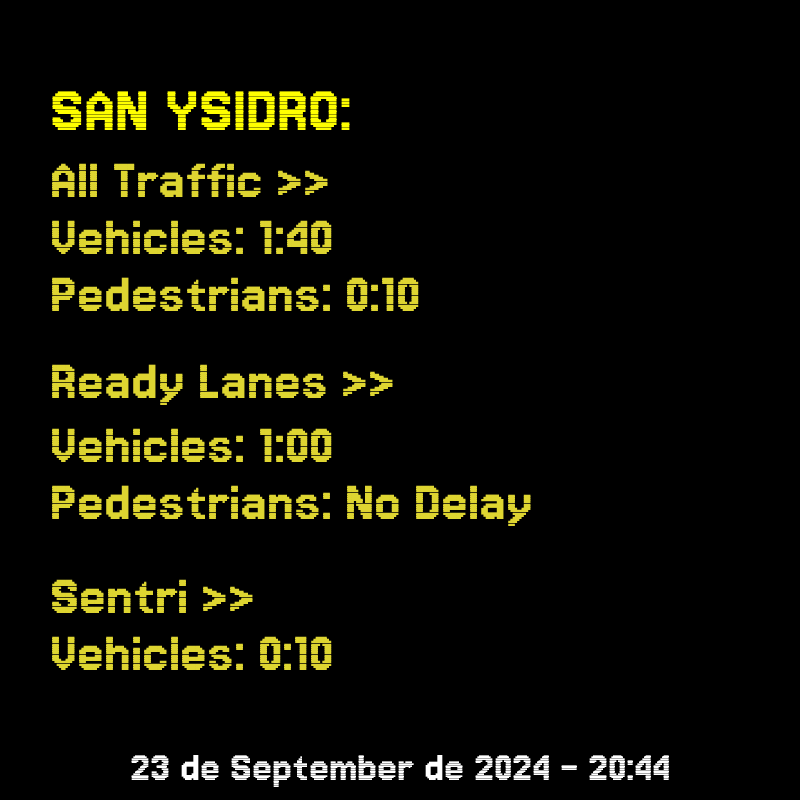 SAN YSIDRO:
All Traffic >>
Vehicles: 1:40
Pedestrians: 0:10
Ready Lanes >>
Vehicles: 1:00
Pedestrians: No Delay
Sentri >>
Vehicles: 0:10
23 de September de 2024 - 20:44